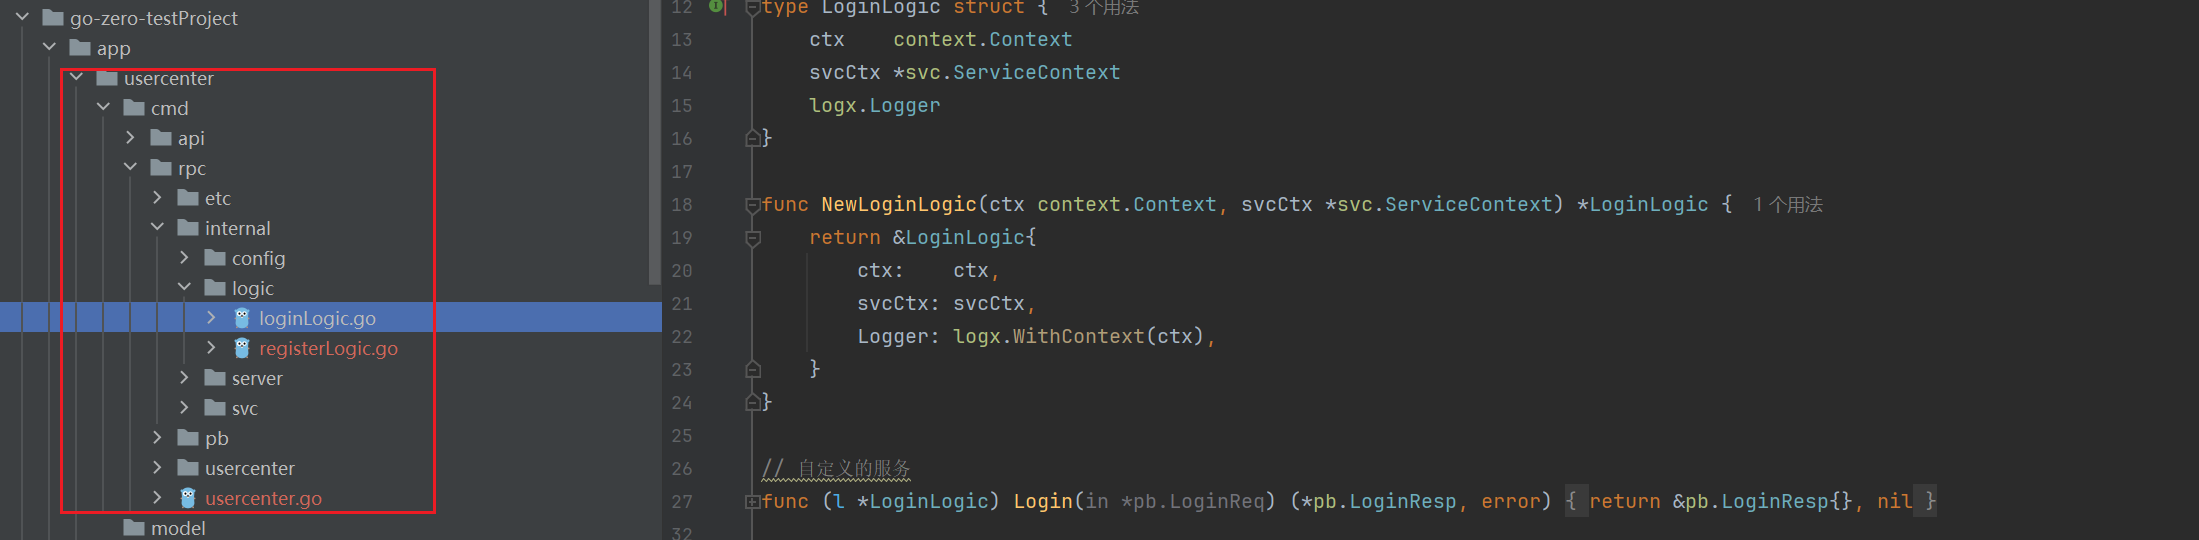 go-zero-testProject
app
usercenter
cmd
api
rpc
etc
internal
config
logic
loginLogic.go
registerLogic.go
server
svc
pb
usercenter
usercenter.go
model
12 type LoginLogic struct { 3 个用法
13 ctx    context.Context
14 svcCtx *svc.ServiceContext
15 logx.Logger
16 }
17
18 func NewLoginLogic(ctx context.Context, svcCtx *svc.ServiceContext) *LoginLogic { 1 个用法
19 return &LoginLogic{
20 ctx:    ctx,
21 svcCtx: svcCtx,
22 Logger: logx.WithContext(ctx),
23 }
24 }
25
26 // 自定义的服务
27 func (l *LoginLogic) Login(in *pb.LoginReq) (*pb.LoginResp, error) { return &pb.LoginResp{}, nil }
32